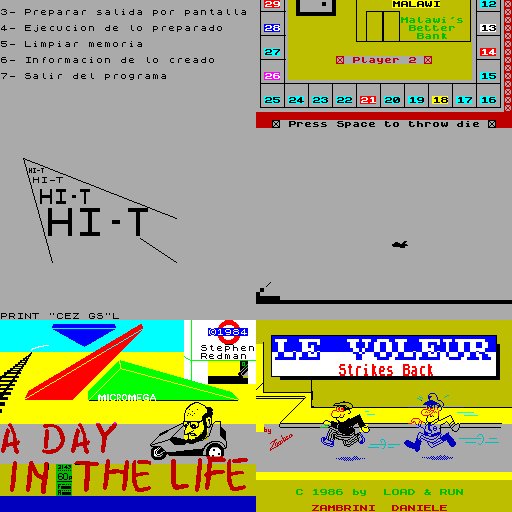 3- Preparar salida por pantalla
4- Ejecucion de lo preparado
5- Limpiar memoria
6- Informacion de lo creado
7- Salir del programa
HI-T
HI-T
HI-T
HI-T
PRINT "CEZ GS"L
29
28
27
26
25 24 23 22 21 20 19 18 17 16
12
13
14
15
MALAWI
Malawi's
Better
Bank
Player 2
Press Space to throw die
©1984
Stephen
Redman
MICROMEGA
A DAY
IN THE LIFE
LE VOLEUR
Strikes Back
by
C 1986 by LOAD & RUN
ZAMBRINI DANIELE